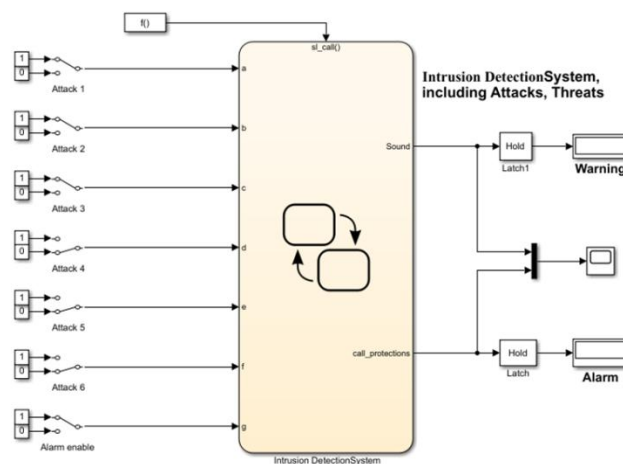 f()
sl_call()
Intrusion DetectionSystem,
including Attacks, Threats
1
0
Attack 1
a
1
0
Attack 2
b
Sound
Hold
Latch1
Warning
1
0
Attack 3
c
1
0
Attack 4
d
1
0
Attack 5
e
1
0
Attack 6
f
call_protections
Hold
Latch
Alarm
1
0
Alarm enable
g
Intrusion DetectionSystem